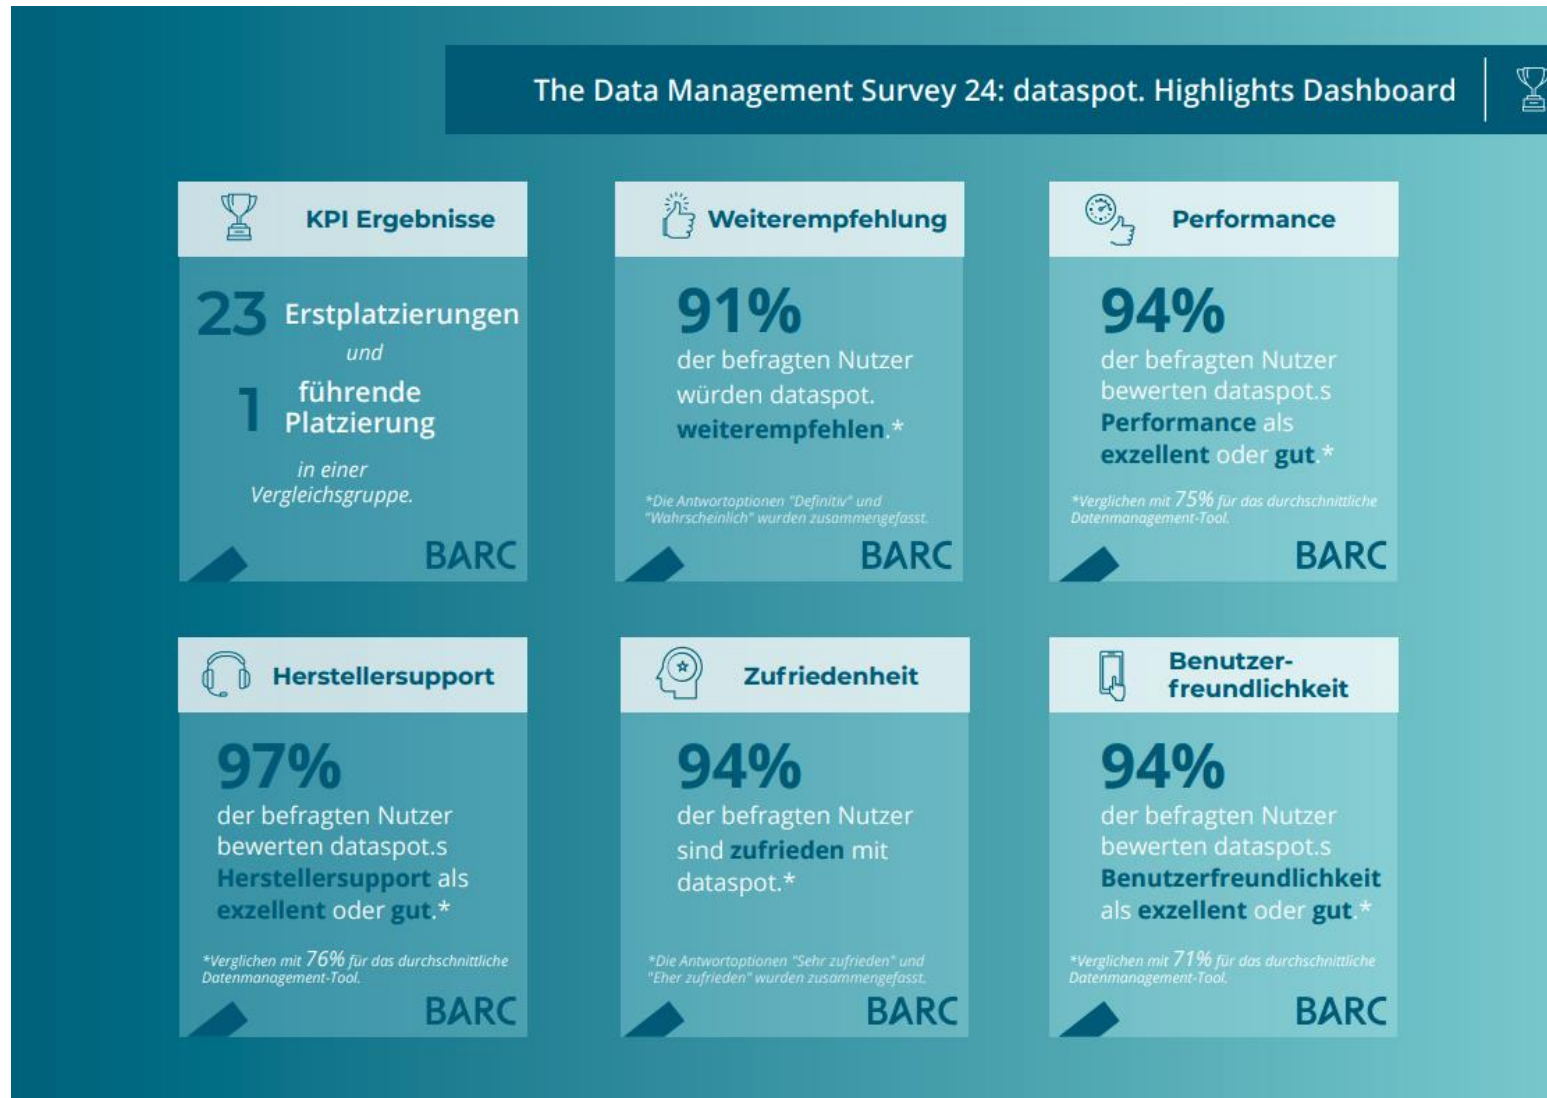 The Data Management Survey 24: dataspot. Highlights Dashboard
KPI Ergebnisse
23 Erstplatzierungen
und
1 führende
Platzierung
in einer
Vergleichsgruppe.
BARC
Weiterempfehlung
91%
der befragten Nutzer
würden dataspot.
weiterempfehlen.*
*Die Antwortoptionen "Definitiv" und
"Wahrscheinlich" wurden zusammengefasst.
BARC
Performance
94%
der befragten Nutzer
bewerten dataspot.s
Performance als
exzellent oder gut.*
*Verglichen mit 75% für das durchschnittliche
Datenmanagement-Tool.
BARC
Herstellersupport
97%
der befragten Nutzer
bewerten dataspot.s
Herstellersupport als
exzellent oder gut.*
*Verglichen mit 76% für das durchschnittliche
Datenmanagement-Tool.
BARC
Zufriedenheit
94%
der befragten Nutzer
sind zufrieden mit
dataspot.*
*Die Antwortoptionen "Sehr zufrieden" und
"Eher zufrieden" wurden zusammengefasst.
BARC
Benutzer-
freundlichkeit
94%
der befragten Nutzer
bewerten dataspot.s
Benutzerfreundlichkeit
als exzellent oder gut.*
*Verglichen mit 71% für das durchschnittliche
Datenmanagement-Tool.
BARC